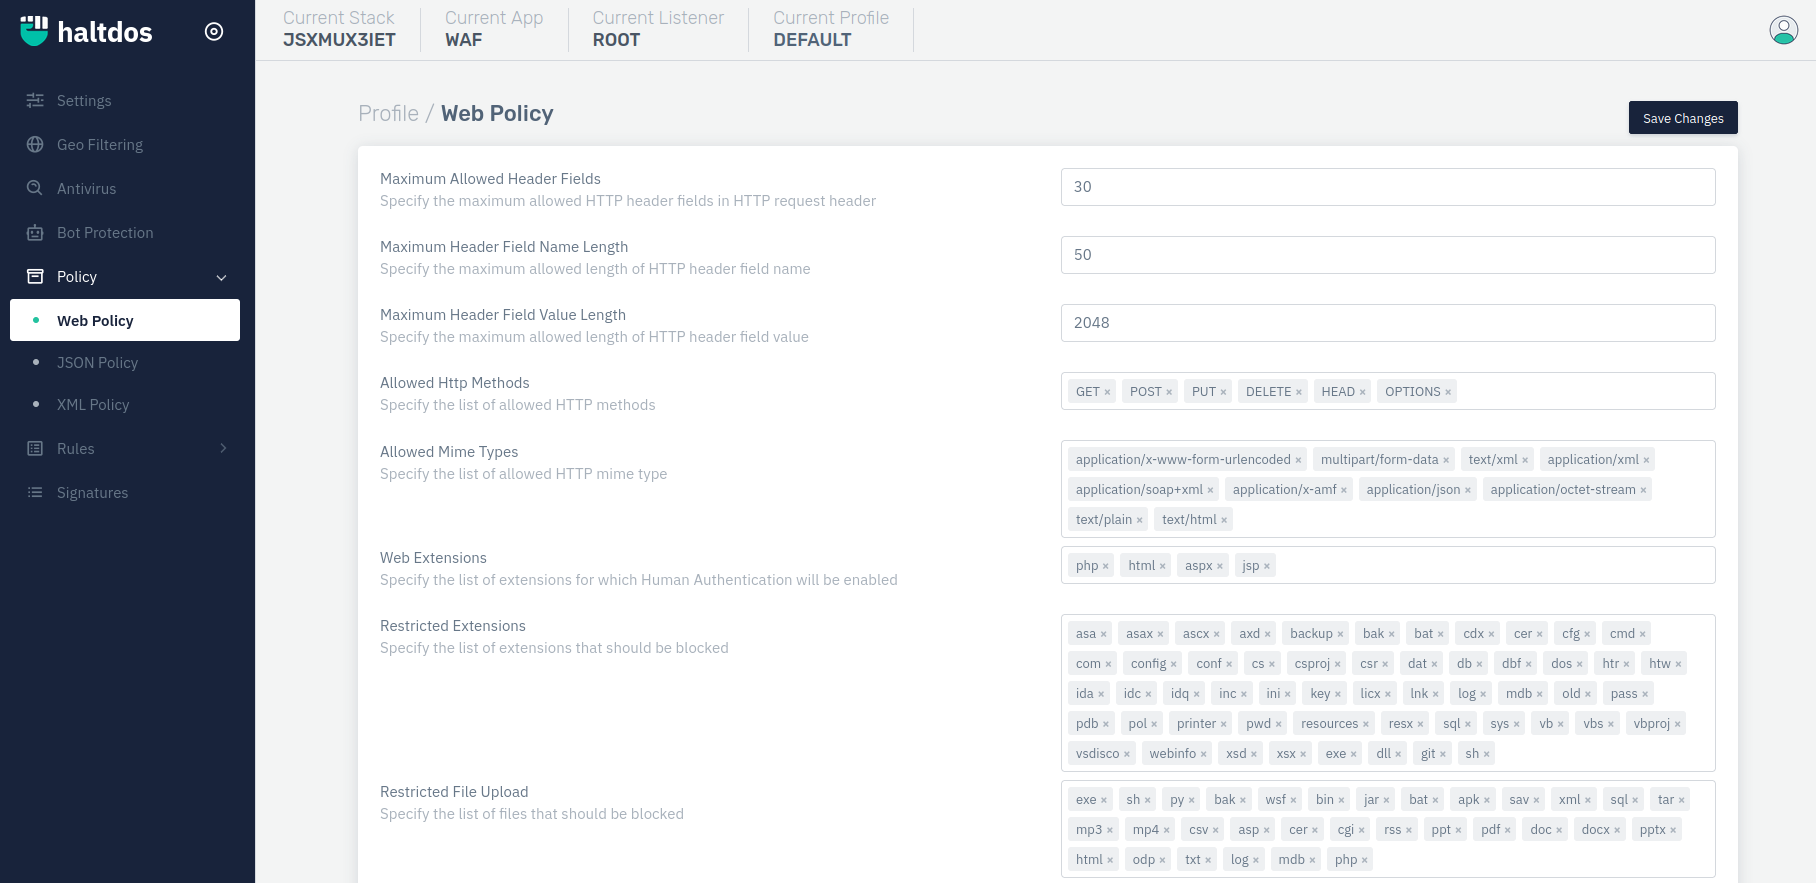 haltdos
Current Stack
JSXMUX3IET
Current App
WAF
Current Listener
ROOT
Current Profile
DEFAULT
Settings
Geo Filtering
Antivirus
Bot Protection
Policy
Web Policy
JSON Policy
XML Policy
Rules
Signatures
Profile / Web Policy
Save Changes
Maximum Allowed Header Fields
Specify the maximum allowed HTTP header fields in HTTP request header
30
Maximum Header Field Name Length
Specify the maximum allowed length of HTTP header field name
50
Maximum Header Field Value Length
Specify the maximum allowed length of HTTP header field value
2048
Allowed Http Methods
Specify the list of allowed HTTP methods
GET × POST × PUT × DELETE × HEAD × OPTIONS ×
Allowed Mime Types
Specify the list of allowed HTTP mime type
application/x-www-form-urlencoded × multipart/form-data × text/xml × application/xml ×
application/soap+xml × application/x-amf × application/json × application/octet-stream ×
text/plain × text/html ×
Web Extensions
Specify the list of extensions for which Human Authentication will be enabled
php × html × aspx × jsp ×
Restricted Extensions
Specify the list of extensions that should be blocked
asa × asax × ascx × axd × backup × bak × bat × cdx × cer × cfg × cmd ×
com × config × conf × cs × csproj × csr × dat × db × dbf × dos × htr × htw ×
ida × idc × idq × inc × ini × key × licx × lnk × log × mdb × old × pass ×
pdb × pol × printer × pwd × resources × resx × sql × sys × vb × vbs × vbproj ×
vsdisco × webinfo × xsd × xsx × exe × dll × git × sh ×
Restricted File Upload
Specify the list of files that should be blocked
exe × sh × py × bak × wsf × bin × jar × bat × apk × sav × xml × sql × tar ×
mp3 × mp4 × csv × asp × cer × cgi × rss × ppt × pdf × doc × docx × pptx ×
html × odp × txt × log × mdb × php ×